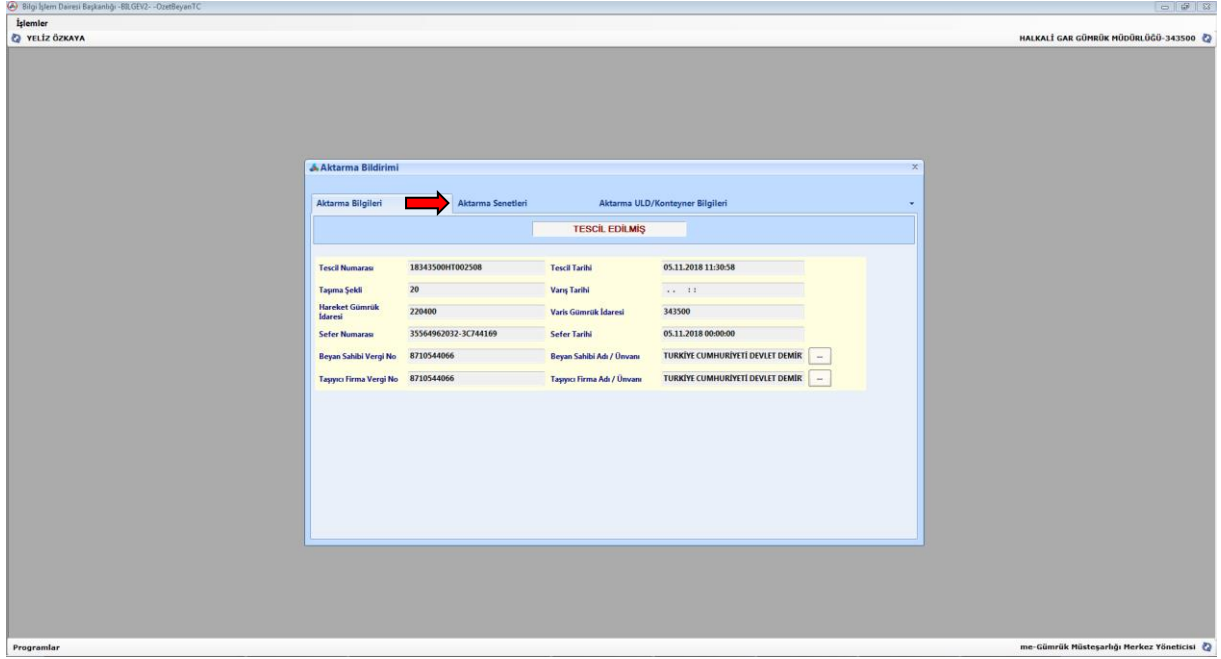 Bilgi İşlem Dairesi Başkanlığı -BİLGEV2- -OzetBeyanTC
İşlemler
YELİZ ÖZKAYA HALKALİ GAR GÜMRÜK MÜDÜRLÜĞÜ-343500
Aktarma Bildirimi
Aktarma Bilgileri Aktarma Senetleri Aktarma ULD/Konteyner Bilgileri
TESCİL EDİLMİŞ
Tescil Numarası 18343500HT002508 Tescil Tarihi 05.11.2018 11:30:58
Taşıma Şekli 20 Varış Tarihi . . : :
Hareket Gümrük İdaresi 220400 Varis Gümrük İdaresi 343500
Sefer Numarası 35564962032-3C744169 Sefer Tarihi 05.11.2018 00:00:00
Beyan Sahibi Vergi No 8710544066 Beyan Sahibi Adı / Ünvanı TURKİYE CUMHURİYETİ DEVLET DEMİR ...
Taşıyıcı Firma Vergi No 8710544066 Taşıyıcı Firma Adı / Ünvanı TURKİYE CUMHURİYETİ DEVLET DEMİR ...
Programlar me-Gümrük Müsteşarlığı Merkez Yöneticisi